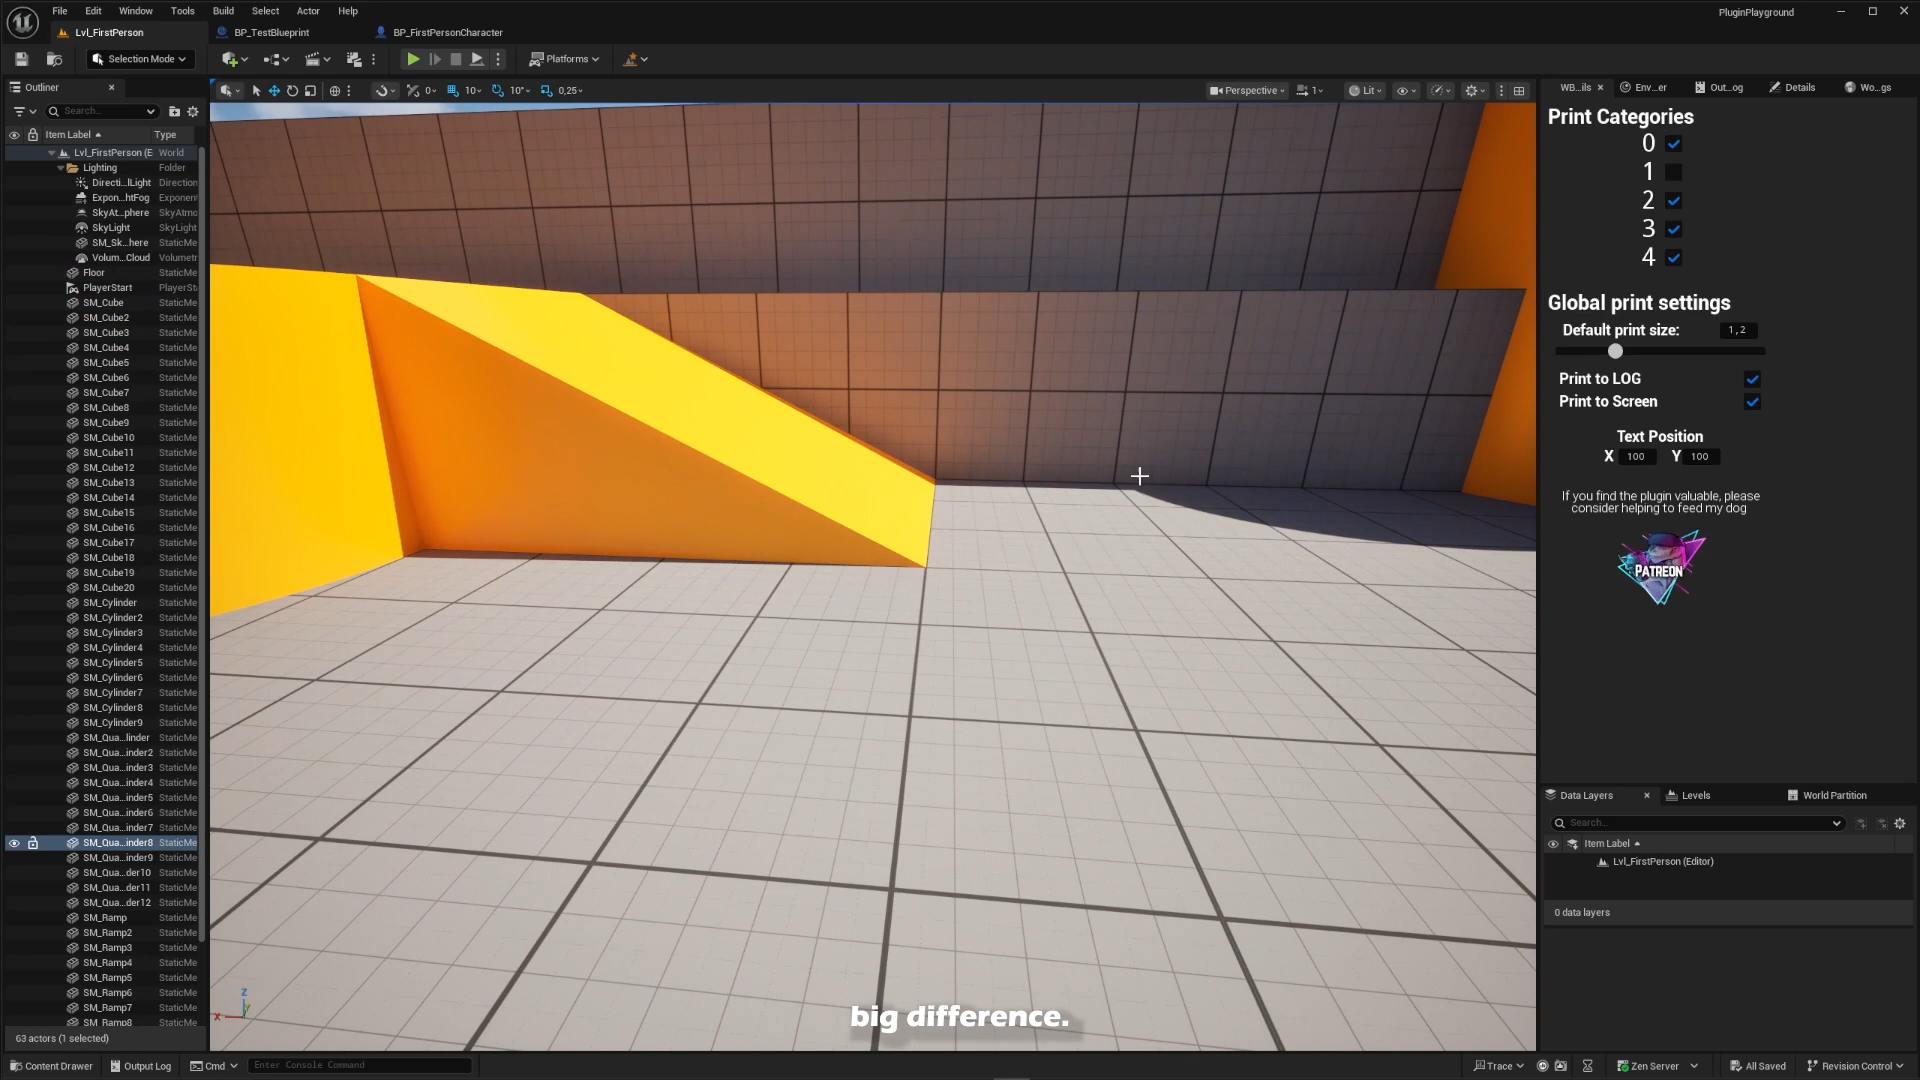 File Edit Window Tools Build Select Actor Help
PluginPlayground
Lvl_FirstPerson
BP_TestBlueprint
BP_FirstPersonCharacter
Selection Mode
Platforms
Outliner
Search...
Item Label
Type
Lvl_FirstPerson (E World
Lighting Folder
Directi...lLight Direction
Expon...htFog Exponent
SkyAt...phere SkyAtmo
SkyLight SkyLight
SM_Sk...here StaticMe
Volum...Cloud Volumetr
Floor StaticMe
PlayerStart PlayerSt
SM_Cube StaticMe
SM_Cube2 StaticMe
SM_Cube3 StaticMe
SM_Cube4 StaticMe
SM_Cube5 StaticMe
SM_Cube6 StaticMe
SM_Cube7 StaticMe
SM_Cube8 StaticMe
SM_Cube9 StaticMe
SM_Cube10 StaticMe
SM_Cube11 StaticMe
SM_Cube12 StaticMe
SM_Cube13 StaticMe
SM_Cube14 StaticMe
SM_Cube15 StaticMe
SM_Cube16 StaticMe
SM_Cube17 StaticMe
SM_Cube18 StaticMe
SM_Cube19 StaticMe
SM_Cube20 StaticMe
SM_Cylinder StaticMe
SM_Cylinder2 StaticMe
SM_Cylinder3 StaticMe
SM_Cylinder4 StaticMe
SM_Cylinder5 StaticMe
SM_Cylinder6 StaticMe
SM_Cylinder7 StaticMe
SM_Cylinder8 StaticMe
SM_Cylinder9 StaticMe
SM_Qua...linder StaticMe
SM_Qua...inder2 StaticMe
SM_Qua...inder3 StaticMe
SM_Qua...inder4 StaticMe
SM_Qua...inder5 StaticMe
SM_Qua...inder6 StaticMe
SM_Qua...inder7 StaticMe
SM_Qua...inder8 StaticMe
SM_Qua...inder9 StaticMe
SM_Qua...der10 StaticMe
SM_Qua...der11 StaticMe
SM_Qua...der12 StaticMe
SM_Ramp StaticMe
SM_Ramp2 StaticMe
SM_Ramp3 StaticMe
SM_Ramp4 StaticMe
SM_Ramp5 StaticMe
SM_Ramp6 StaticMe
SM_Ramp7 StaticMe
SM_Ramp8 StaticMe
63 actors (1 selected)
0 10 10° 0,25
Perspective 1 Lit
X Z
big difference.
WB...ils Env...er Out...og Details Wo...gs
Print Categories
0
1
2
3
4
Global print settings
Default print size: 1,2
Print to LOG
Print to Screen
Text Position
X 100 Y 100
If you find the plugin valuable, please
consider helping to feed my dog
PATREON
Data Layers Levels World Partition
Search...
Item Label
Lvl_FirstPerson (Editor)
0 data layers
Content Drawer Output Log Cmd Enter Console Command
Trace Zen Server All Saved Revision Control